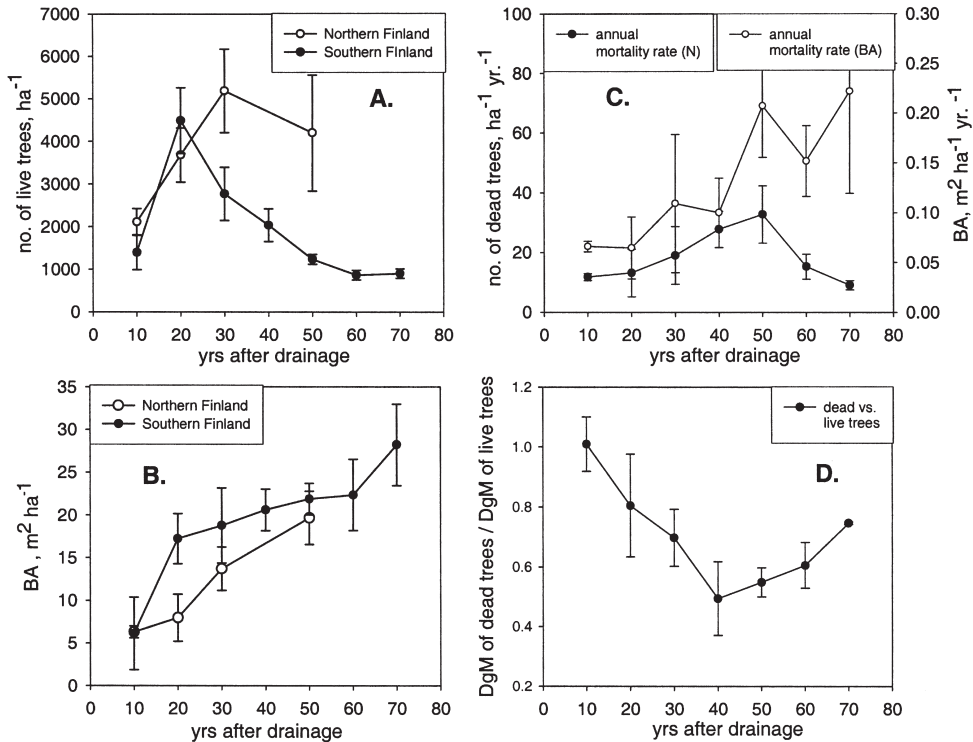 7000
6000
5000
4000
3000
2000
1000
0
no. of live trees, ha-1
Northern Finland
Southern FInland
A.
0 10 20 30 40 50 60 70 80
yrs after drainage
100
80
60
40
20
0
no. of dead trees, ha-1 yr.-1
annual
mortality rate (N)
annual
mortality rate (BA)
C.
0.30
0.25
0.20
0.15
0.10
0.05
0.00
BA, m2 ha-1 yr. -1
0 10 20 30 40 50 60 70 80
yrs after drainage
35
30
25
20
15
10
5
0
BA , m2 ha-1
Northern Finland
Southern Finland
B.
0 10 20 30 40 50 60 70 80
yrs after drainage
1.2
1.0
0.8
0.6
0.4
0.2
DgM of dead trees / DgM of live trees
dead vs.
live trees
D.
0 10 20 30 40 50 60 70 80
yrs after drainage